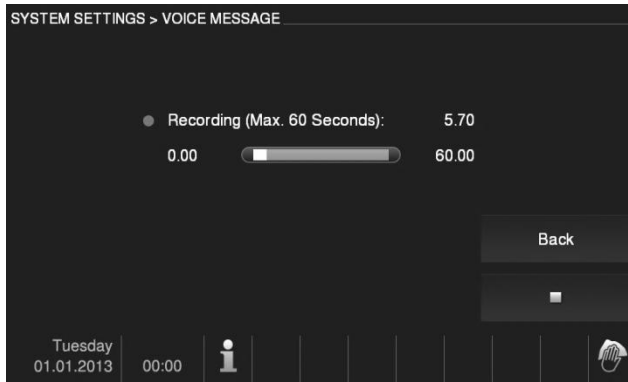 SYSTEM SETTINGS > VOICE MESSAGE
Recording (Max. 60 Seconds): 5.70
0.00 60.00
Back
Tuesday
01.01.2013 00:00